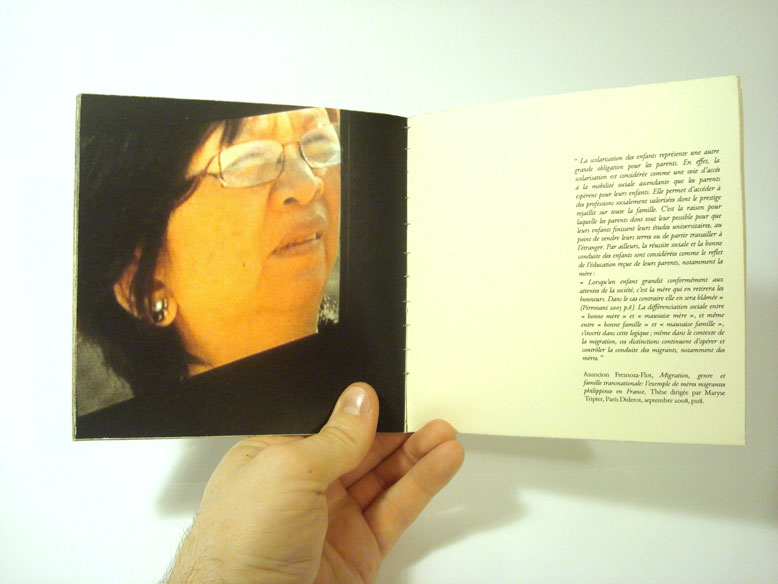 " La scolarisation des enfants représente une autre
grande obligation pour les parents. En effet, la
scolarisation est considérée comme une voie d'accès
à la mobilité sociale ascendante que les parents
espèrent pour leurs enfants. Elle permet d'accéder à
des professions socialement valorisées dont le prestige
rejaillit sur toute la famille. C'est la raison pour
laquelle les parents dont tout leur possible pour que
leurs enfants finissent leurs études universitaires, au
point de vendre leurs terres ou de partir travailler à
l'étranger. Par ailleurs, la réussite sociale et la bonne
conduite des enfants sont considérées comme le reflet
de l'éducation reçue de leurs parents, notamment la
mère :
« Lorsqu'un enfant grandit conformément aux
attentes de la société, c'est la mère qui en retirera les
honneurs. Dans le cas contraire elle en sera blâmée »
2005 p.8). La différenciation sociale entre
« bonne mère » et « mauvaise mère », et même
entre « bonne famille » et « mauvaise famille »,
s'inscrit dans cette logique ; même dans le contexte de
la migration, ces distinctions continuent d'opérer et
contrôler la conduite des migrants, notamment des
mères. "
Asuncion Fresnoza-Flot, Migration, genre et
famille transnationale: l'exemple de mères migrantes
philippines en France, Thèse dirigée par Maryse
Tripier, Paris Diderot, septembre 2008,